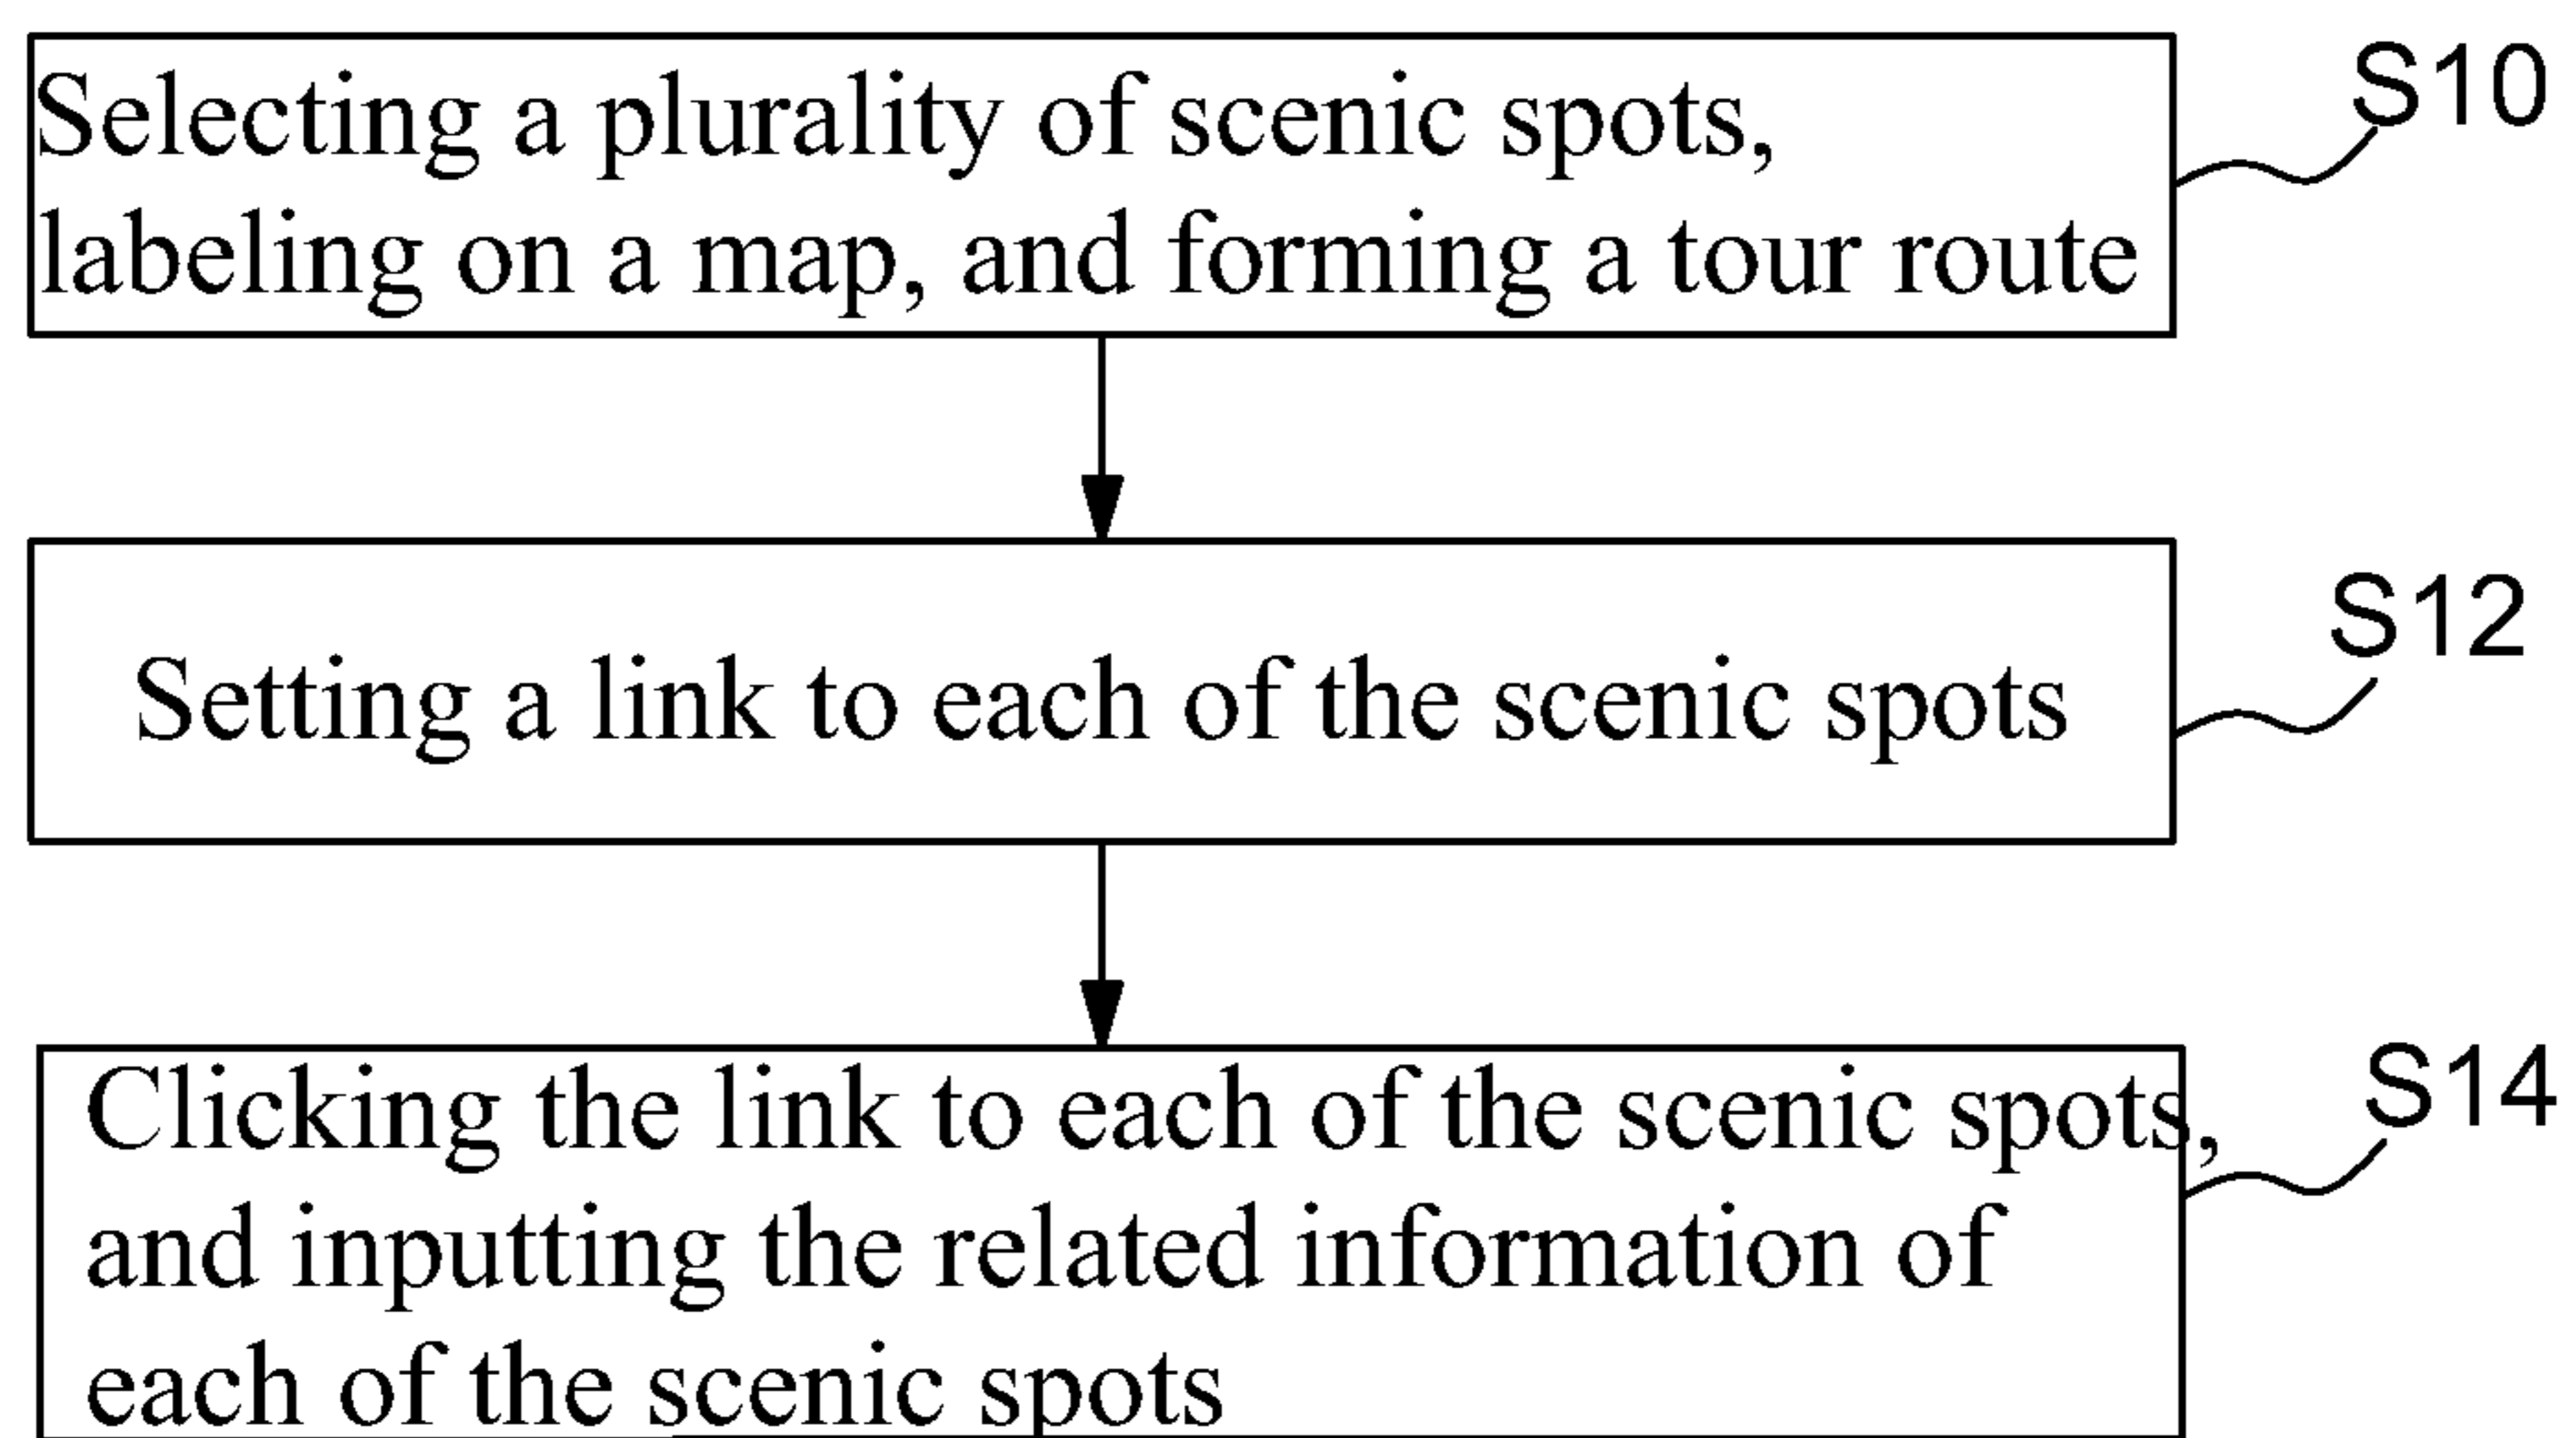 Selecting a plurality of scenic spots,
labeling on a map, and forming a tour route
S10
Setting a link to each of the scenic spots
S12
Clicking the link to each of the scenic spots,
and inputting the related information of
each of the scenic spots
S14